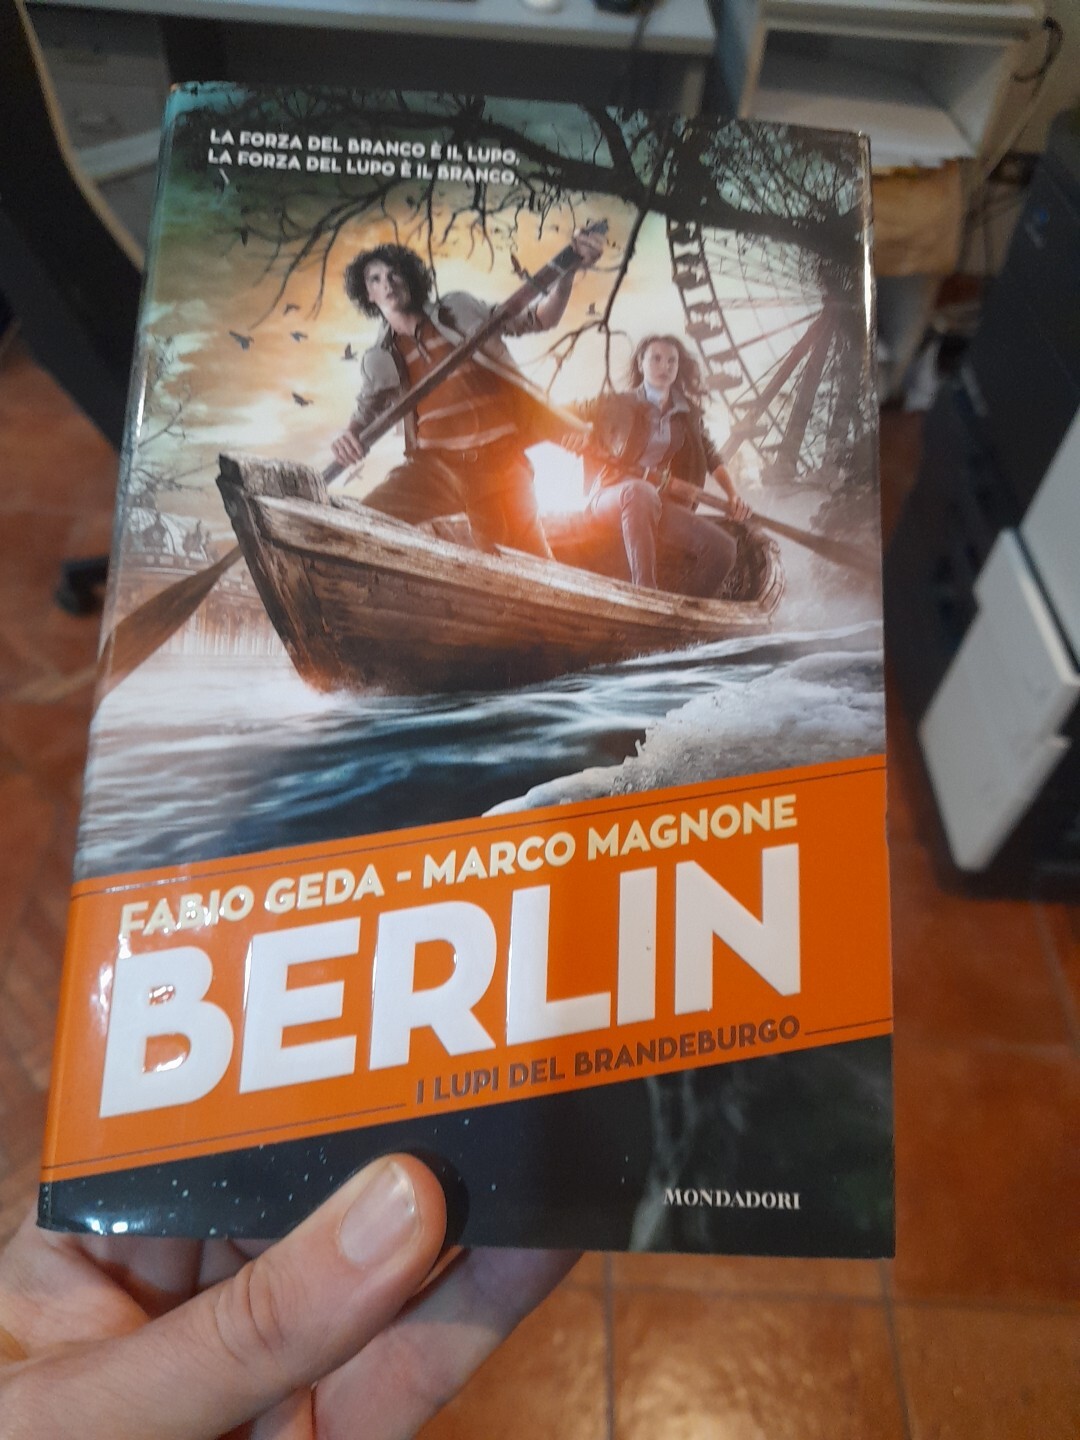 LA FORZA DEL BRANCO È IL LUPO,
LA FORZA DEL LUPO È IL BRANCO.
FABIO GEDA - MARCO MAGNONE
BERLIN
I LUPI DEL BRANDEBURGO
MONDADORI